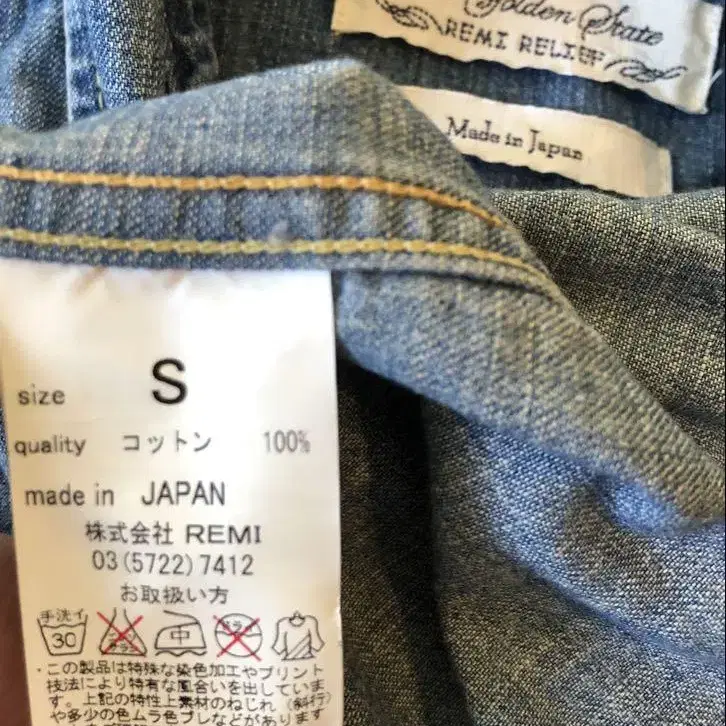 Golden State
REMI RELIEF
Made in Japan
size S
quality コットン 100%
made in JAPAN
株式会社 REMI
03(5722)7412
お取扱い方
手洗イ
30 中
・この製品は特殊な染色加工やプリント
技法により特有な風合いを出していま
す。上記の特性上素材のねじれ(斜行)
や多少の色ムラ色ブレなどがあります